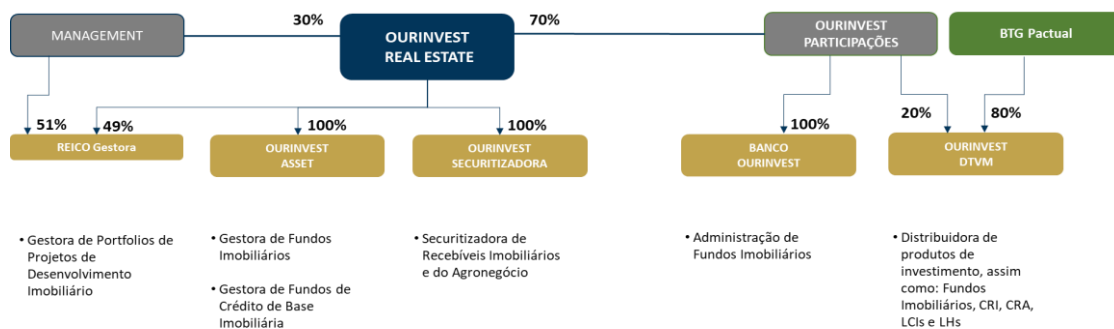 30%
70%
MANAGEMENT
OURINVEST
REAL ESTATE
OURINVEST
PARTICIPAÇÕES
BTG Pactual
51%
49%
100%
100%
100%
20%
80%
REICO Gestora
OURINVEST
ASSET
OURINVEST
SECURITIZADORA
BANCO
OURINVEST
OURINVEST
DTVM
• Gestora de Portfolios de
Projetos de
Desenvolvimento
Imobiliário
• Gestora de Fundos
Imobiliários
• Gestora de Fundos de
Crédito de Base
Imobiliária
• Securitizadora de
Recebíveis Imobiliários
e do Agronegócio
• Administração de
Fundos Imobiliários
• Distribuidora de
produtos de
investimento, assim
como: Fundos
Imobiliários, CRI, CRA,
LCIs e LHs